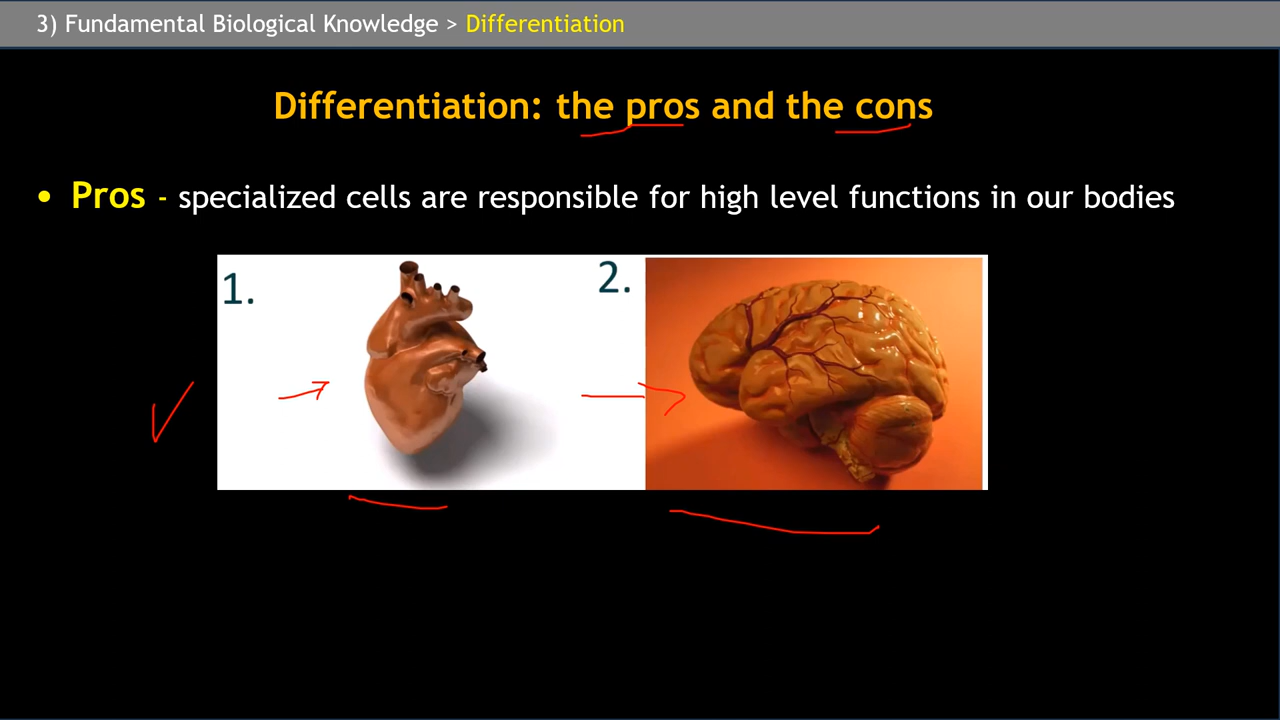 3) Fundamental Biological Knowledge > Differentiation
Differentiation: the pros and the cons
• Pros - specialized cells are responsible for high level functions in our bodies
1.
2.